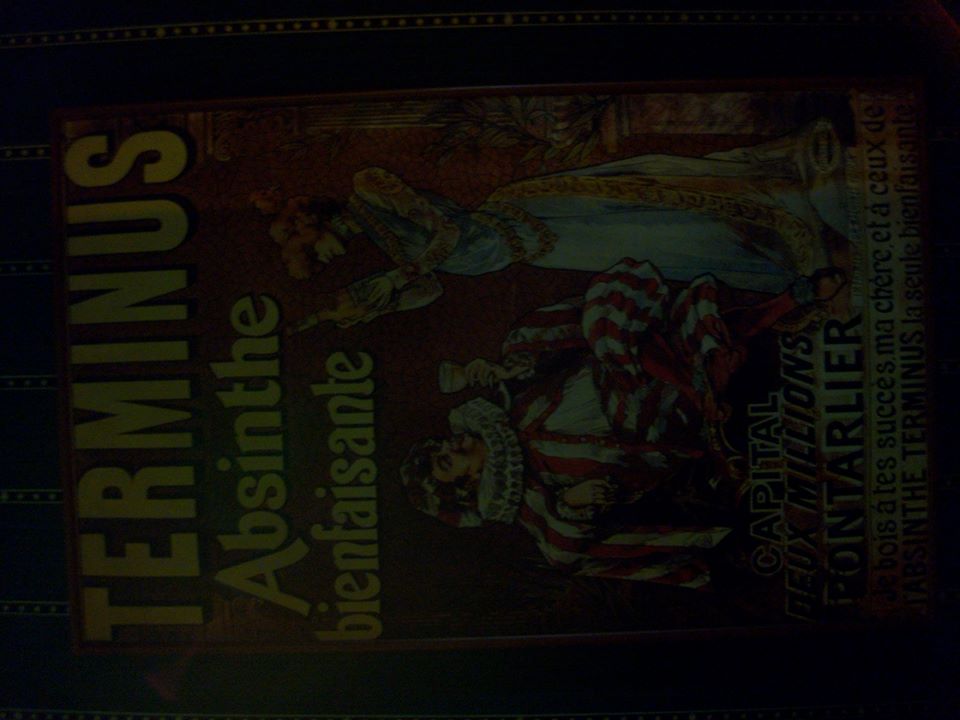 TERMINUS
Absinthe
bienfaisante
CAPITAL
DEUX MILLIONS
PONTARLIER
Je bois à tes succès, ma chère, et à ceux de
l'ABSINTHE TERMINUS la seule bienfaisante